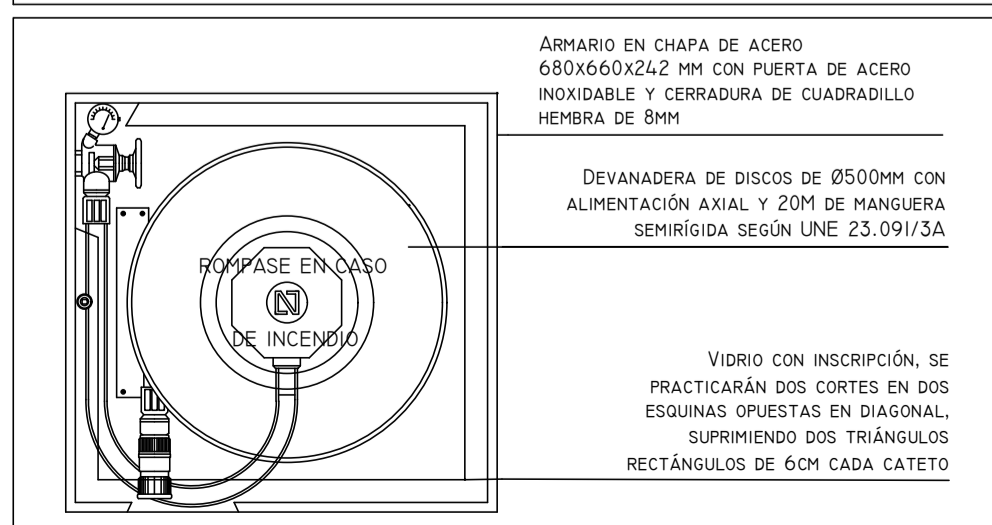 ARMARIO EN CHAPA DE ACERO
680X660X242 MM CON PUERTA DE ACERO
INOXIDABLE Y CERRADURA DE CUADRADILLO
HEMBRA DE 8MM
DEVANADERA DE DISCOS DE Ø500MM CON
ALIMENTACIÓN AXIAL Y 20M DE MANGUERA
SEMIRÍGIDA SEGÚN UNE 23.091/3A
ROMPASE EN CASO
DE INCENDIO
VIDRIO CON INSCRIPCIÓN, SE
PRACTICARÁN DOS CORTES EN DOS
ESQUINAS OPUESTAS EN DIAGONAL,
SUPRIMIENDO DOS TRIÁNGULOS
RECTÁNGULOS DE 6CM CADA CATETO